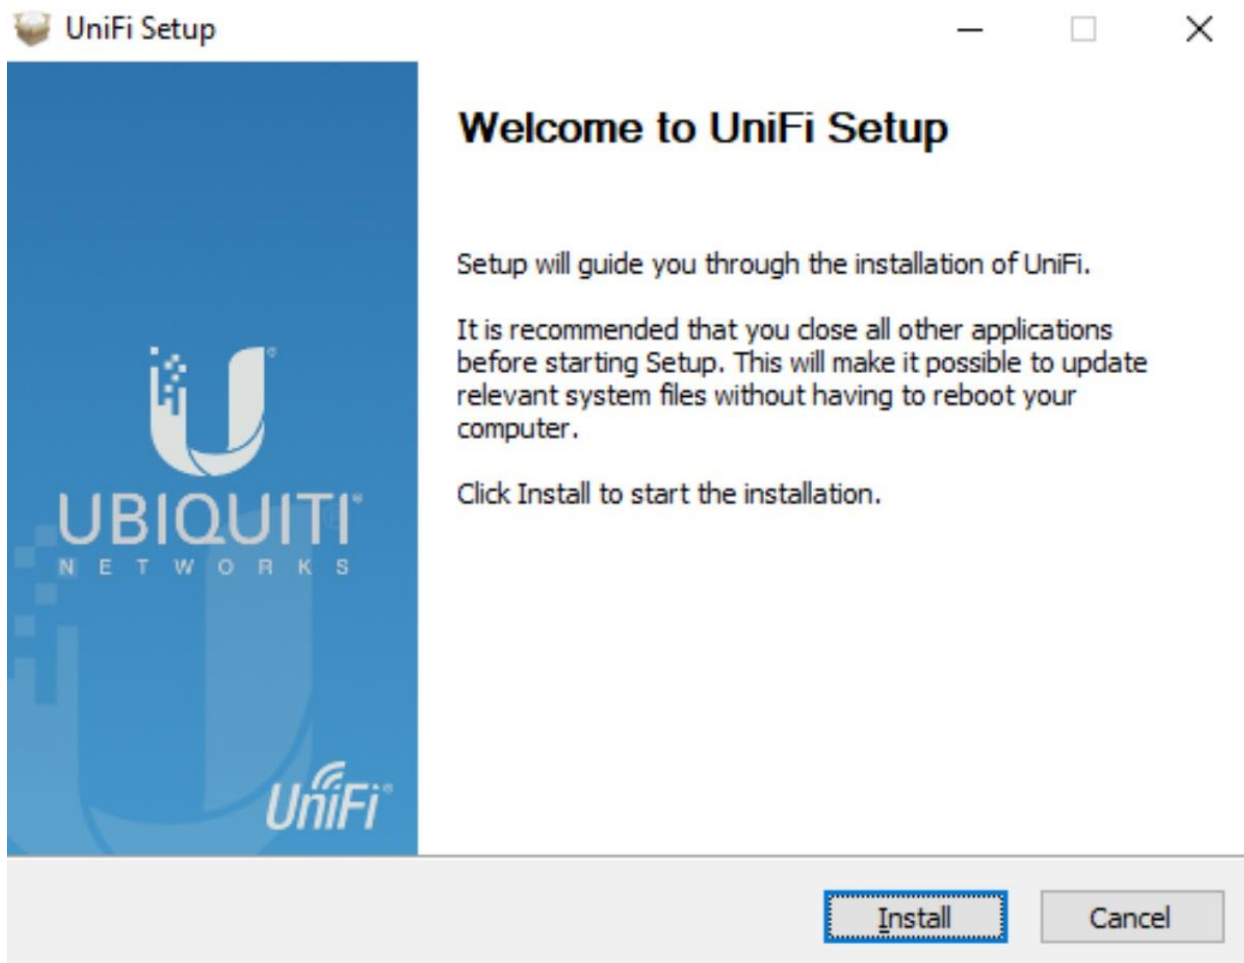 UniFi Setup
Welcome to UniFi Setup
Setup will guide you through the installation of UniFi.
It is recommended that you close all other applications
before starting Setup. This will make it possible to update
relevant system files without having to reboot your
computer.
Click Install to start the installation.
UBIQUITI®
NETWORKS
UniFi®
Install
Cancel